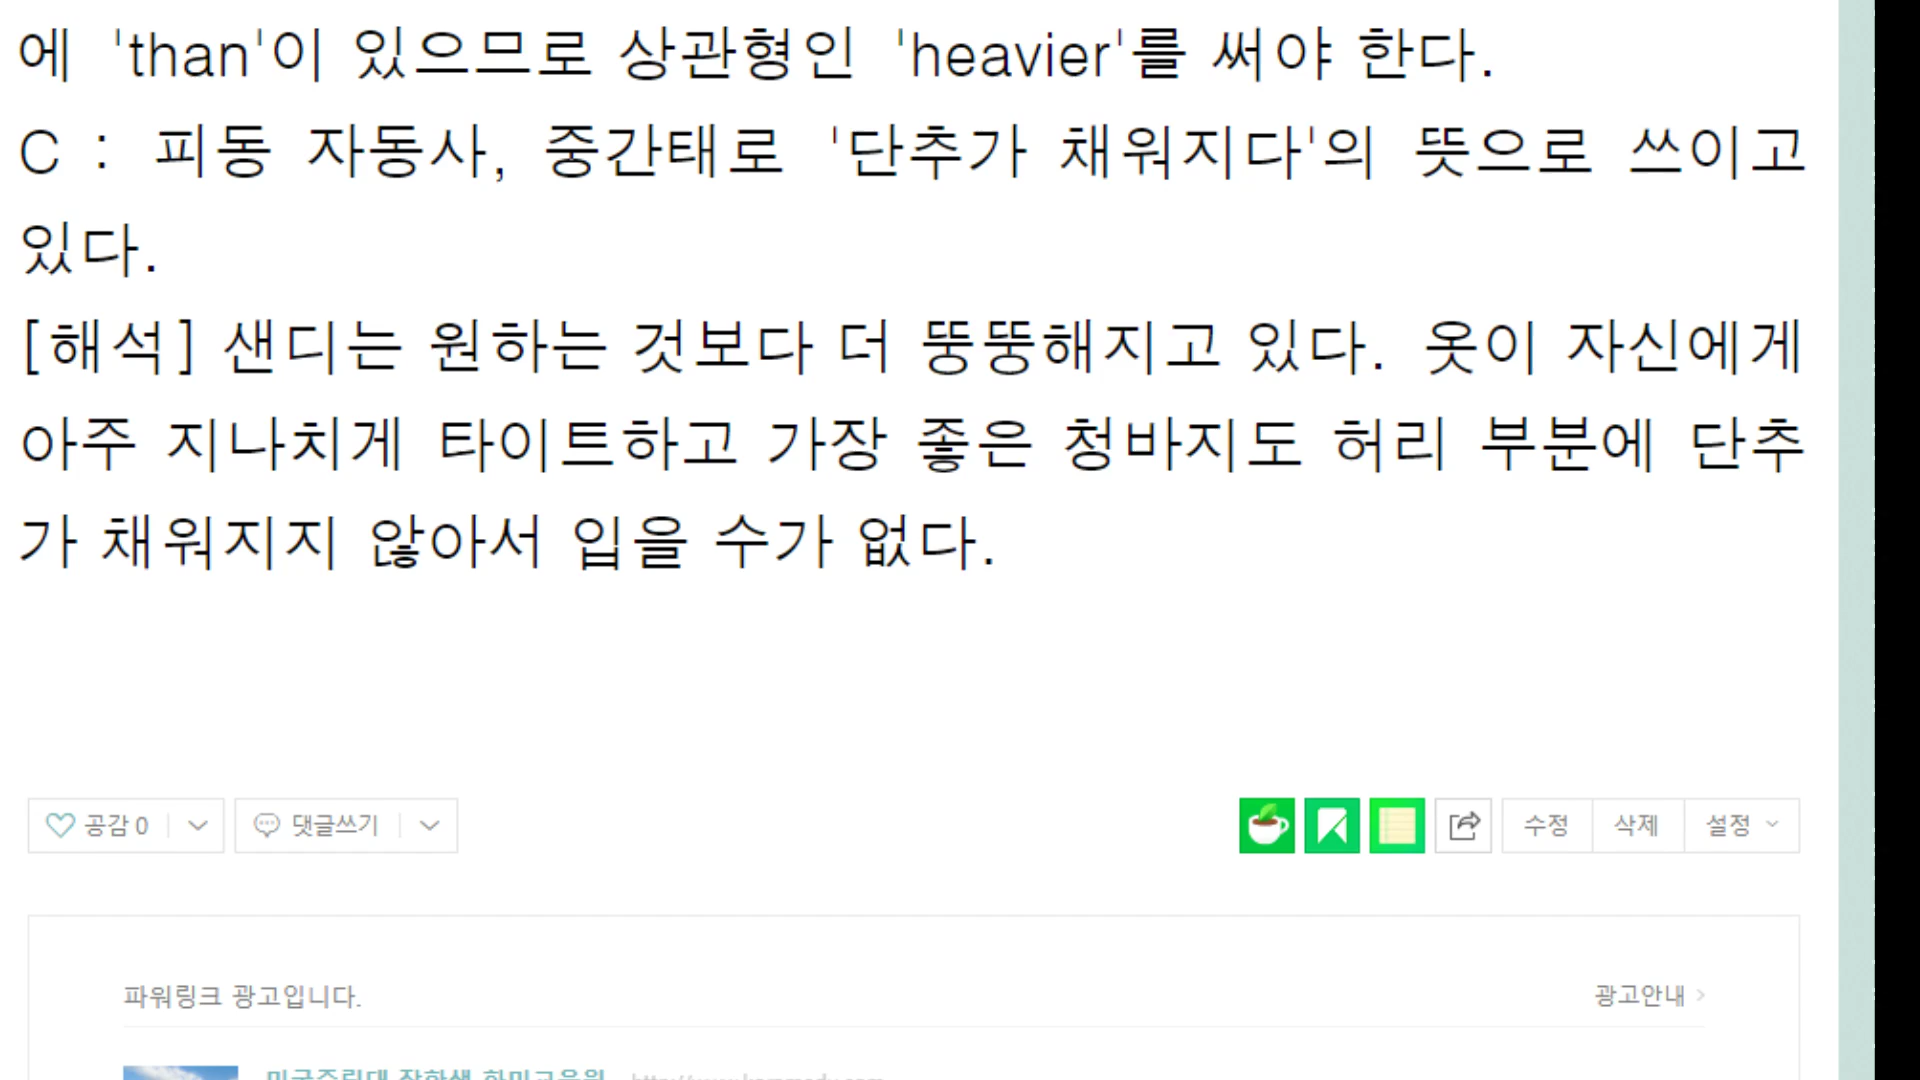 에 'than'이 있으므로 상관형인 'heavier'를 써야 한다.
C : 피동 자동사, 중간태로 '단추가 채워지다'의 뜻으로 쓰이고
있다.
[해석] 샌디는 원하는 것보다 더 뚱뚱해지고 있다. 옷이 자신에게
아주 지나치게 타이트하고 가장 좋은 청바지도 허리 부분에 단추
가 채워지지 않아서 입을 수가 없다.
공감 0 댓글쓰기 수정 삭제 설정
파워링크 광고입니다. 광고안내